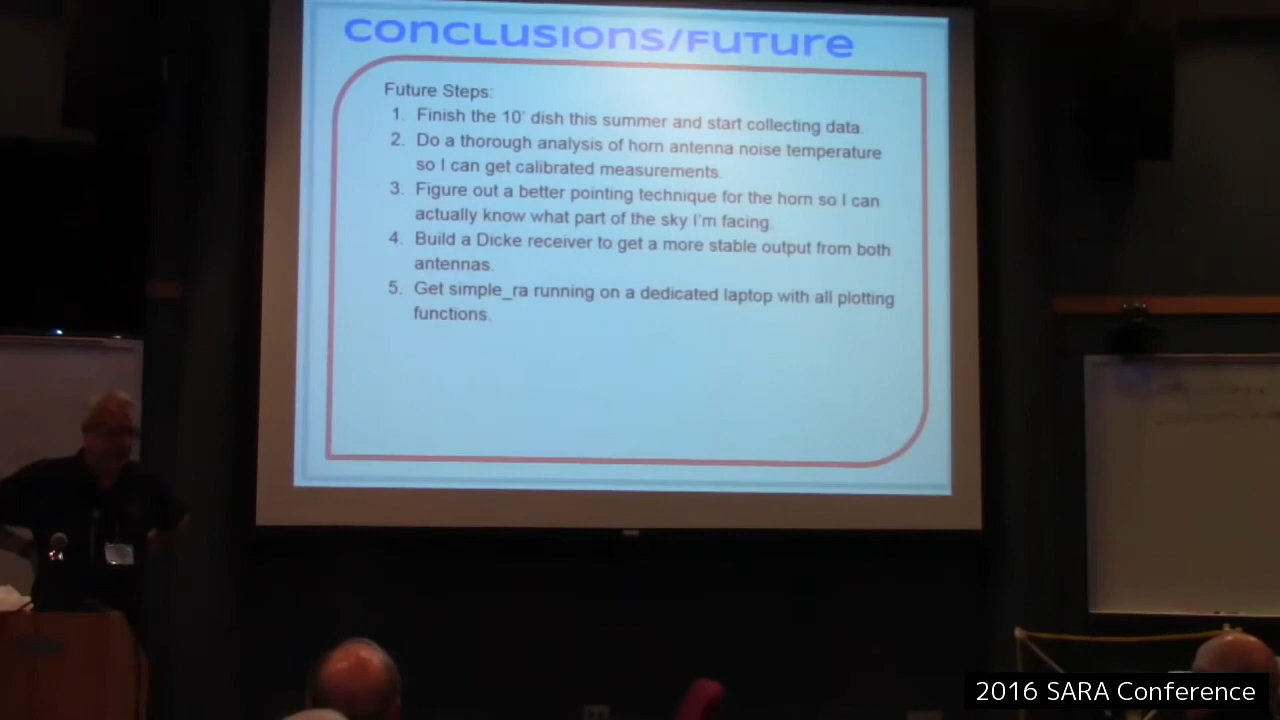 Conclusions/Future
Future Steps:
1. Finish the 10' dish this summer and start collecting data.
2. Do a thorough analysis of horn antenna noise temperature
so I can get calibrated measurements.
3. Figure out a better pointing technique for the horn so I can
actually know what part of the sky I'm facing.
4. Build a Dicke receiver to get a more stable output from both
antennas.
5. Get simple_ra running on a dedicated laptop with all plotting
functions.
2016 SARA Conference